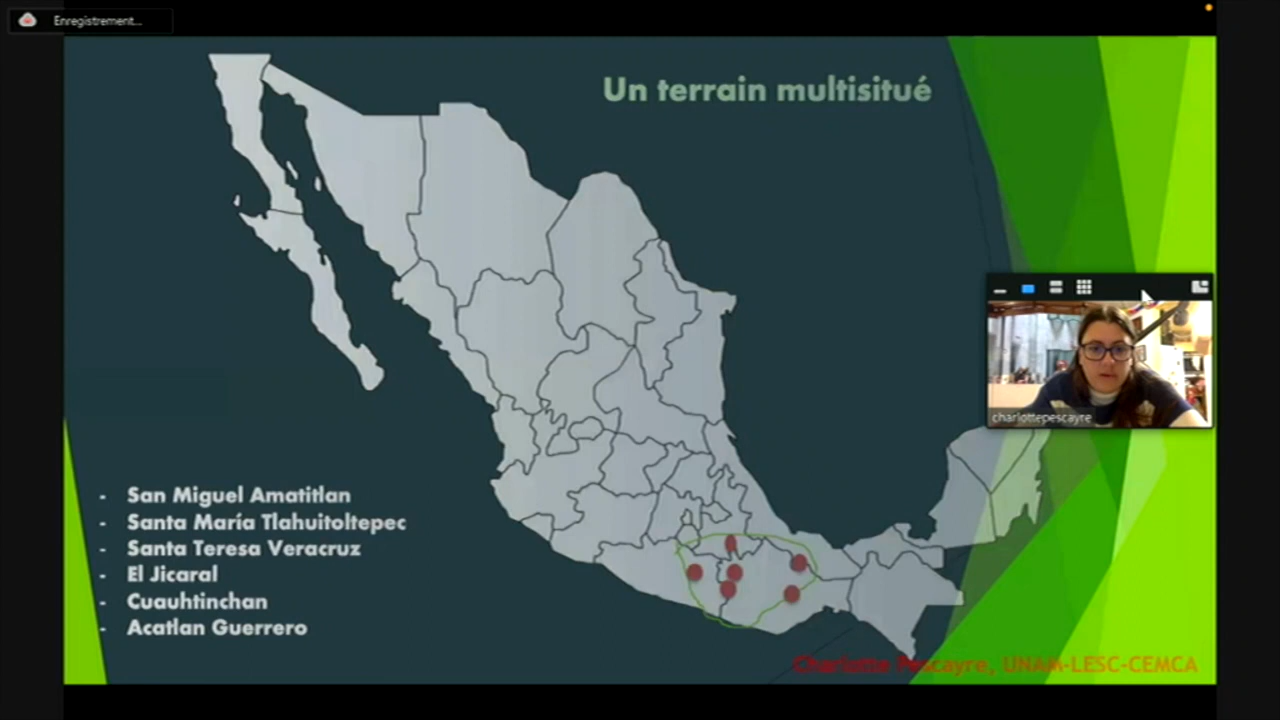 Enregistrement...
Un terrain multisitué
charlottepescayre
- San Miguel Amatitlan
- Santa María Tlahuitoltepec
- Santa Teresa Veracruz
- El Jicaral
- Cuauhtinchan
- Acatlan Guerrero
Charlotte Pescayre, UNAM-LESC-CEMCA